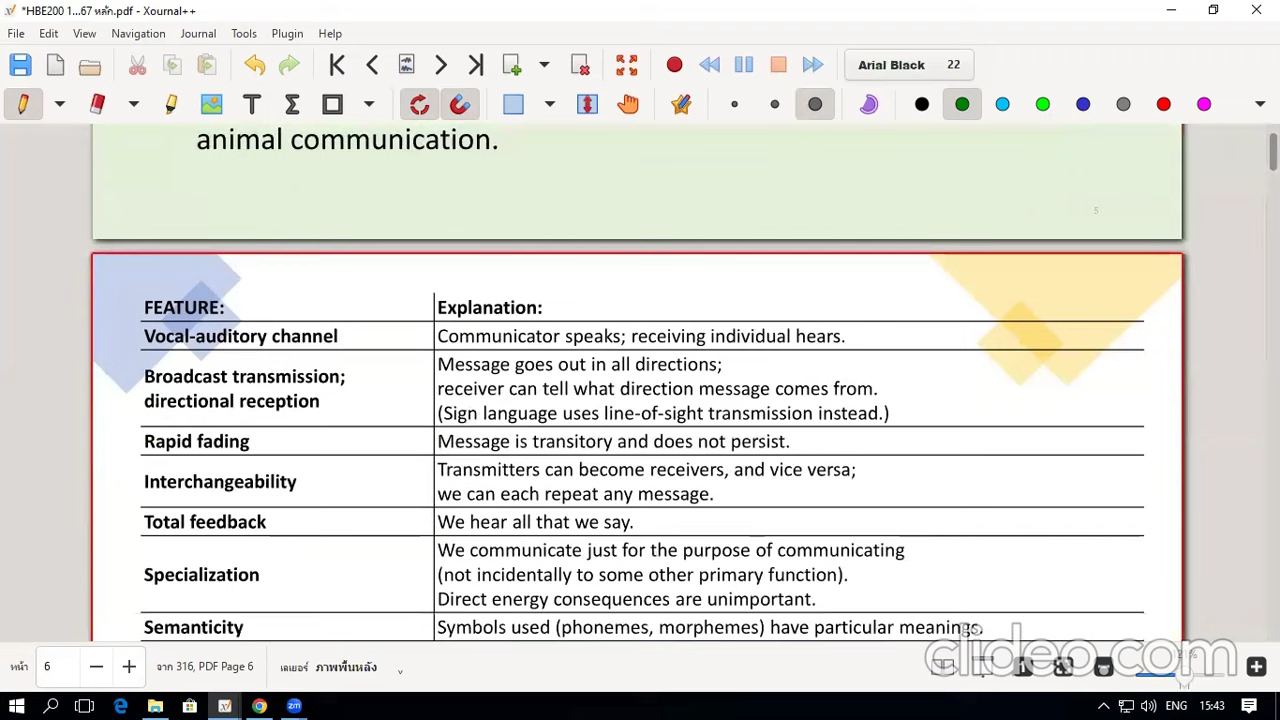 *HBE200 1...67 หลัก.pdf - Xournal++
File Edit View Navigation Journal Tools Plugin Help
Arial Black 22
animal communication.
5
FEATURE: Explanation:
Vocal-auditory channel Communicator speaks; receiving individual hears.
Broadcast transmission;
directional reception
Message goes out in all directions;
receiver can tell what direction message comes from.
(Sign language uses line-of-sight transmission instead.)
Rapid fading Message is transitory and does not persist.
Interchangeability
Transmitters can become receivers, and vice versa;
we can each repeat any message.
Total feedback We hear all that we say.
Specialization
We communicate just for the purpose of communicating
(not incidentally to some other primary function).
Direct energy consequences are unimportant.
Semanticity Symbols used (phonemes, morphemes) have particular meanings.
clideo.com
หน้า 6 จาก 316, PDF Page 6 เลเยอร์ ภาพพื้นหลัง
ENG 15:43